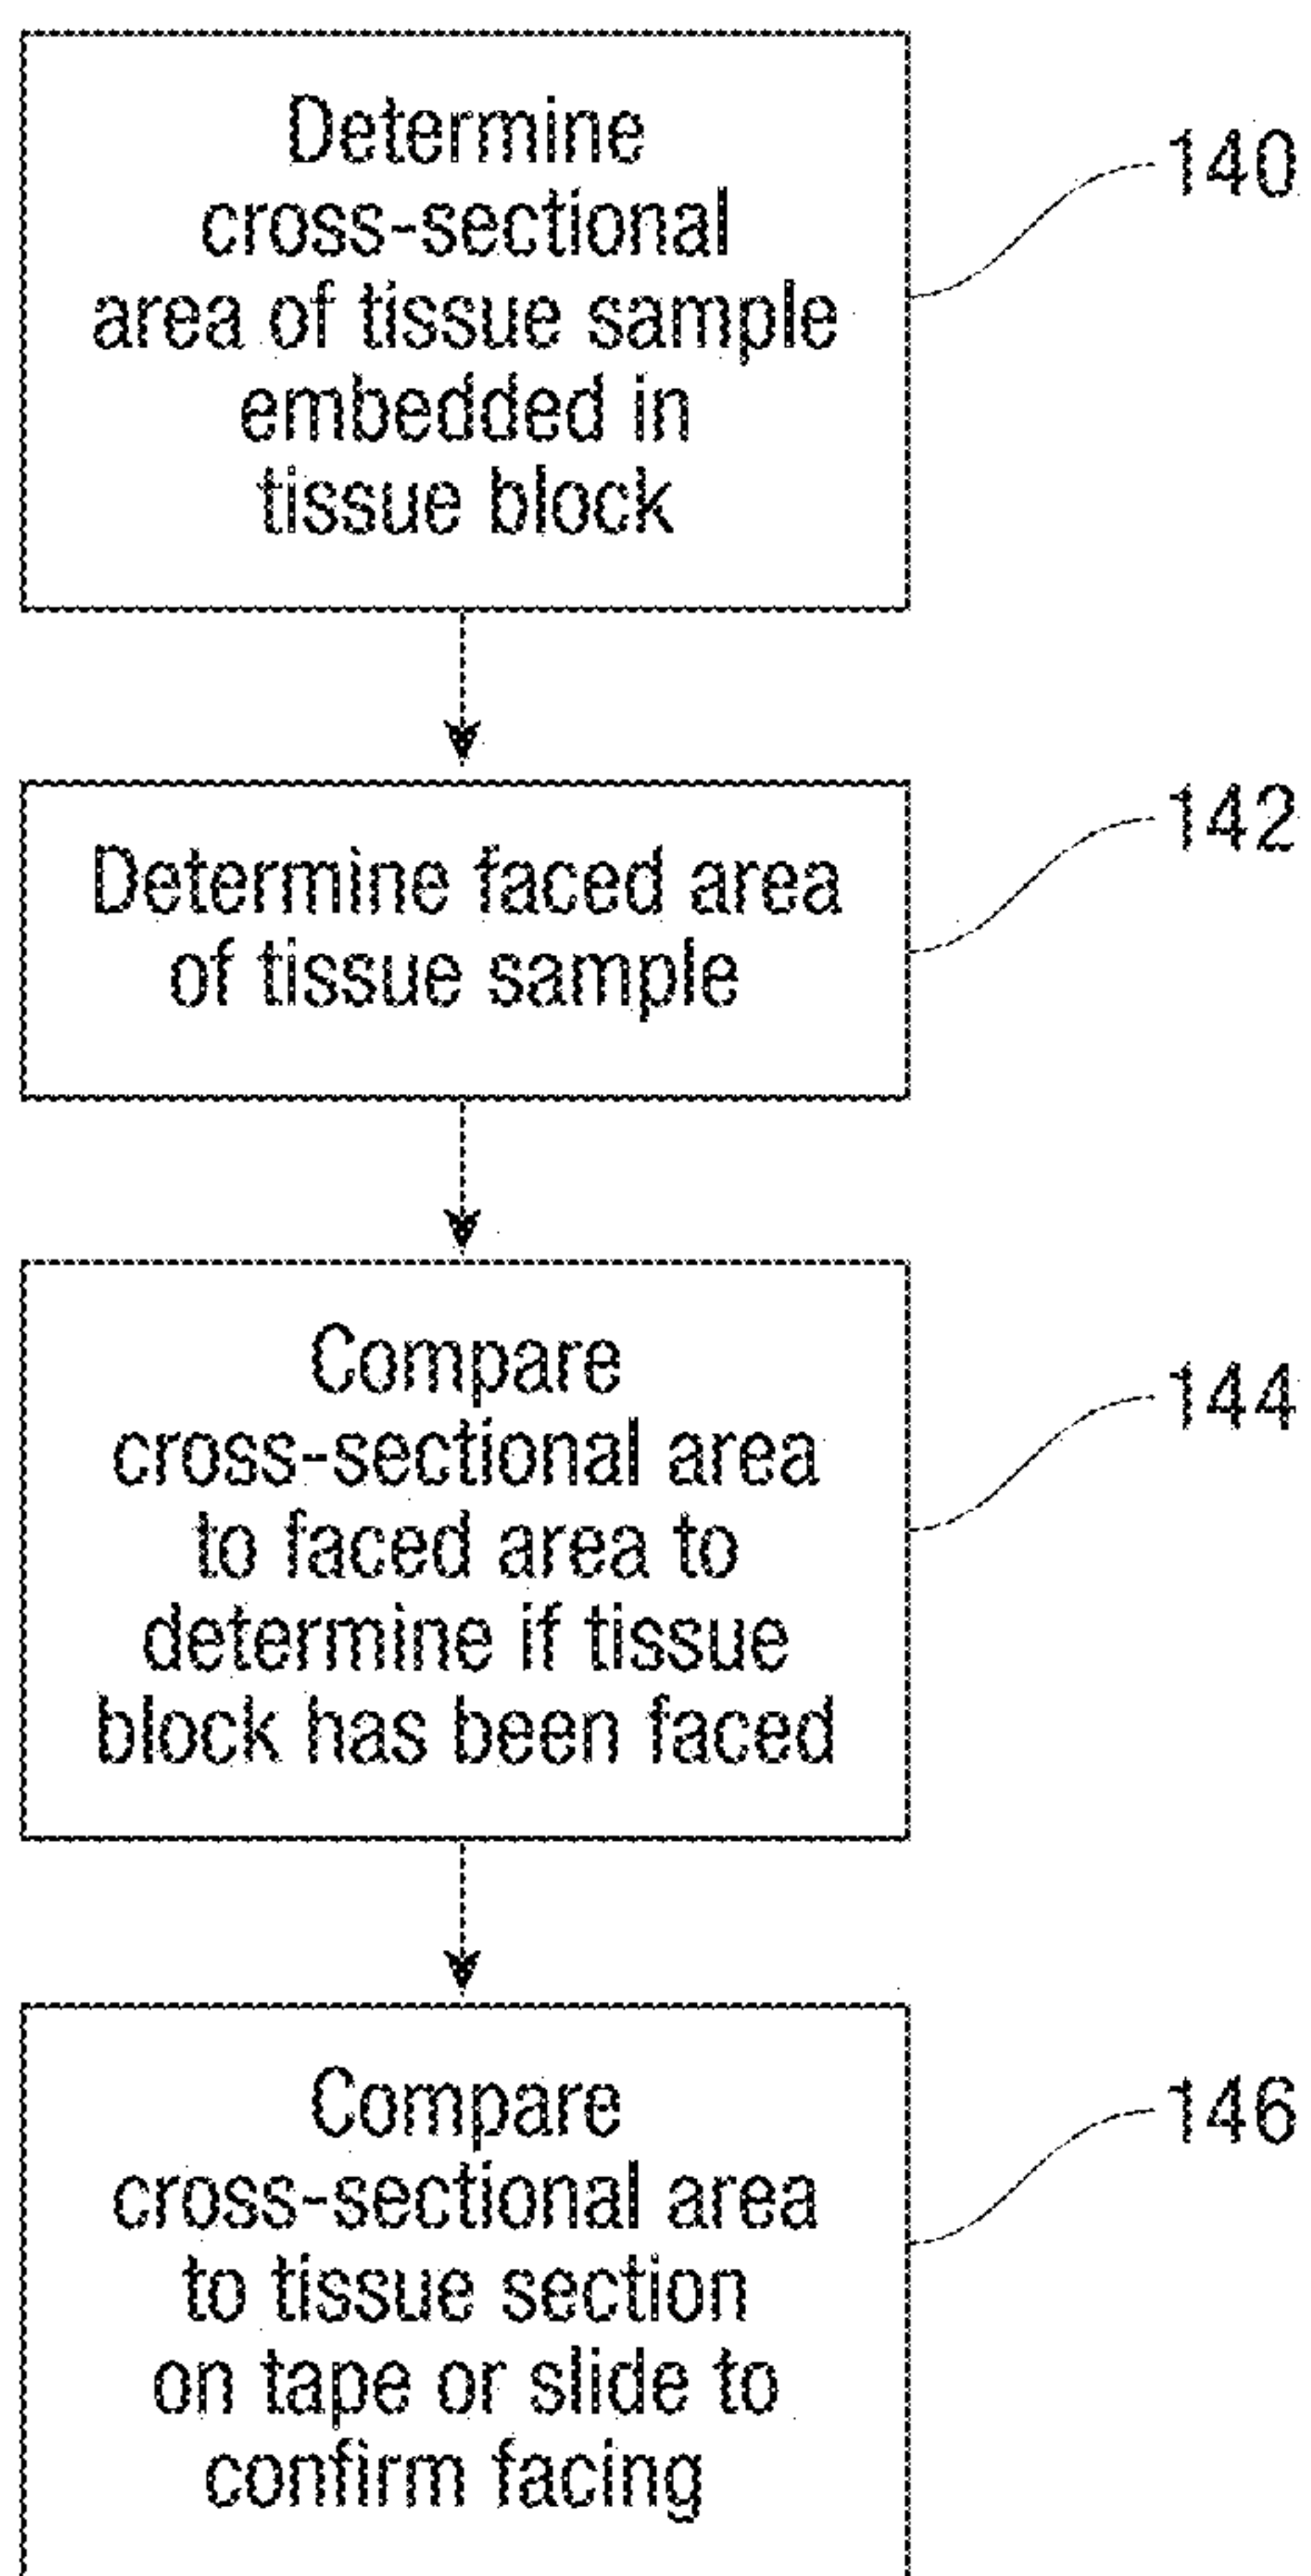 Determine
cross-sectional
area of tissue sample
embedded in
tissue block
140
Determine faced area
of tissue sample
142
Compare
cross-sectional area
to faced area to
determine if tissue
block has been faced
144
Compare
cross-sectional area
to tissue section
on tape or slide to
confirm facing
146